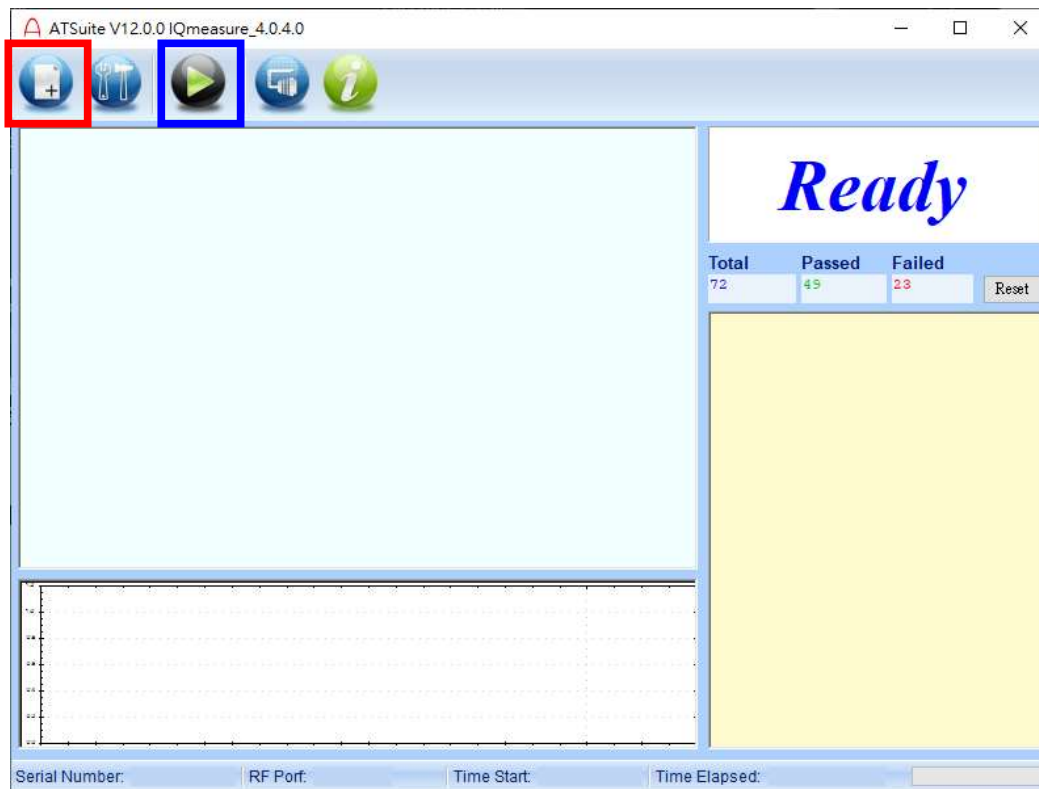 ATSuite V12.0.0 IQmeasure_4.0.4.0
Ready
Total Passed Failed
72 49 23 Reset
Serial Number: RF Port: Time Start: Time Elapsed: